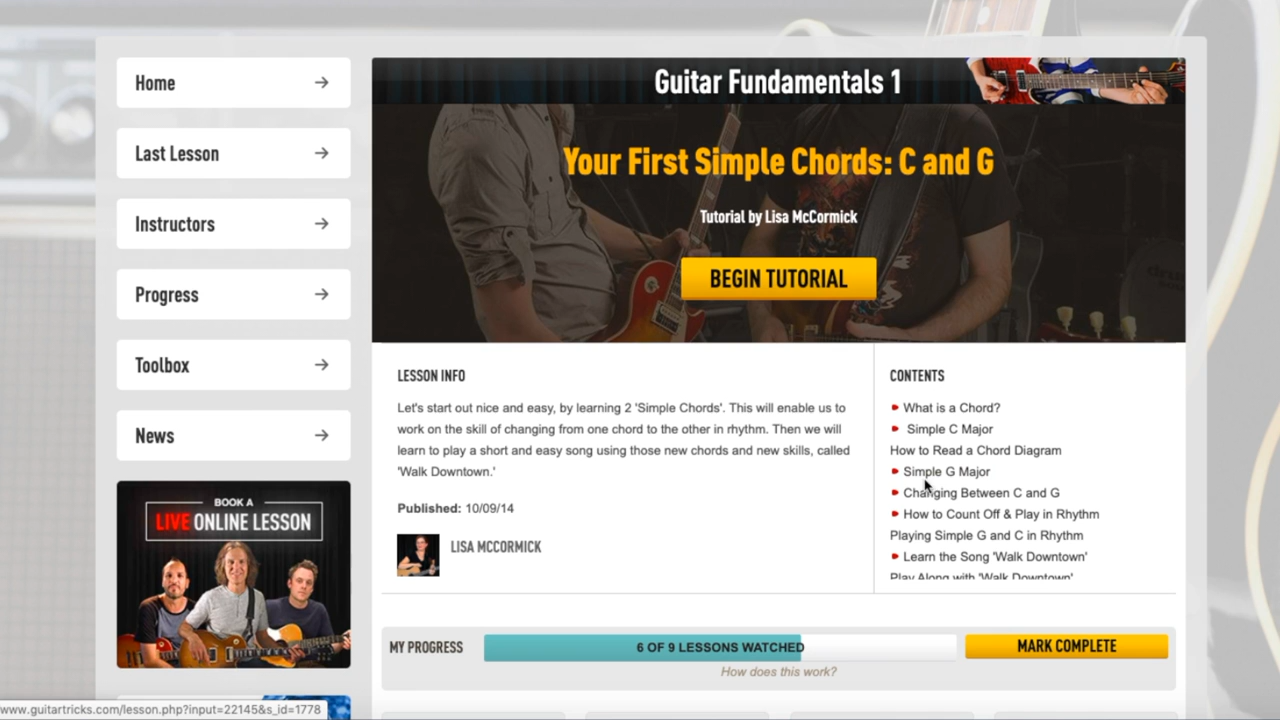 Home
Last Lesson
Instructors
Progress
Toolbox
News
BOOK A
LIVE ONLINE LESSON
Guitar Fundamentals 1
Your First Simple Chords: C and G
Tutorial by Lisa McCormick
BEGIN TUTORIAL
LESSON INFO
Let's start out nice and easy, by learning 2 'Simple Chords'. This will enable us to
work on the skill of changing from one chord to the other in rhythm. Then we will
learn to play a short and easy song using those new chords and new skills, called
'Walk Downtown.'
Published: 10/09/14
LISA MCCORMICK
CONTENTS
What is a Chord?
Simple C Major
How to Read a Chord Diagram
Simple G Major
Changing Between C and G
How to Count Off & Play in Rhythm
Playing Simple G and C in Rhythm
Learn the Song 'Walk Downtown'
Play Along with 'Walk Downtown'
MY PROGRESS
6 OF 9 LESSONS WATCHED
MARK COMPLETE
How does this work?
www.guitartricks.com/lesson.php?input=22145&s_id=1778